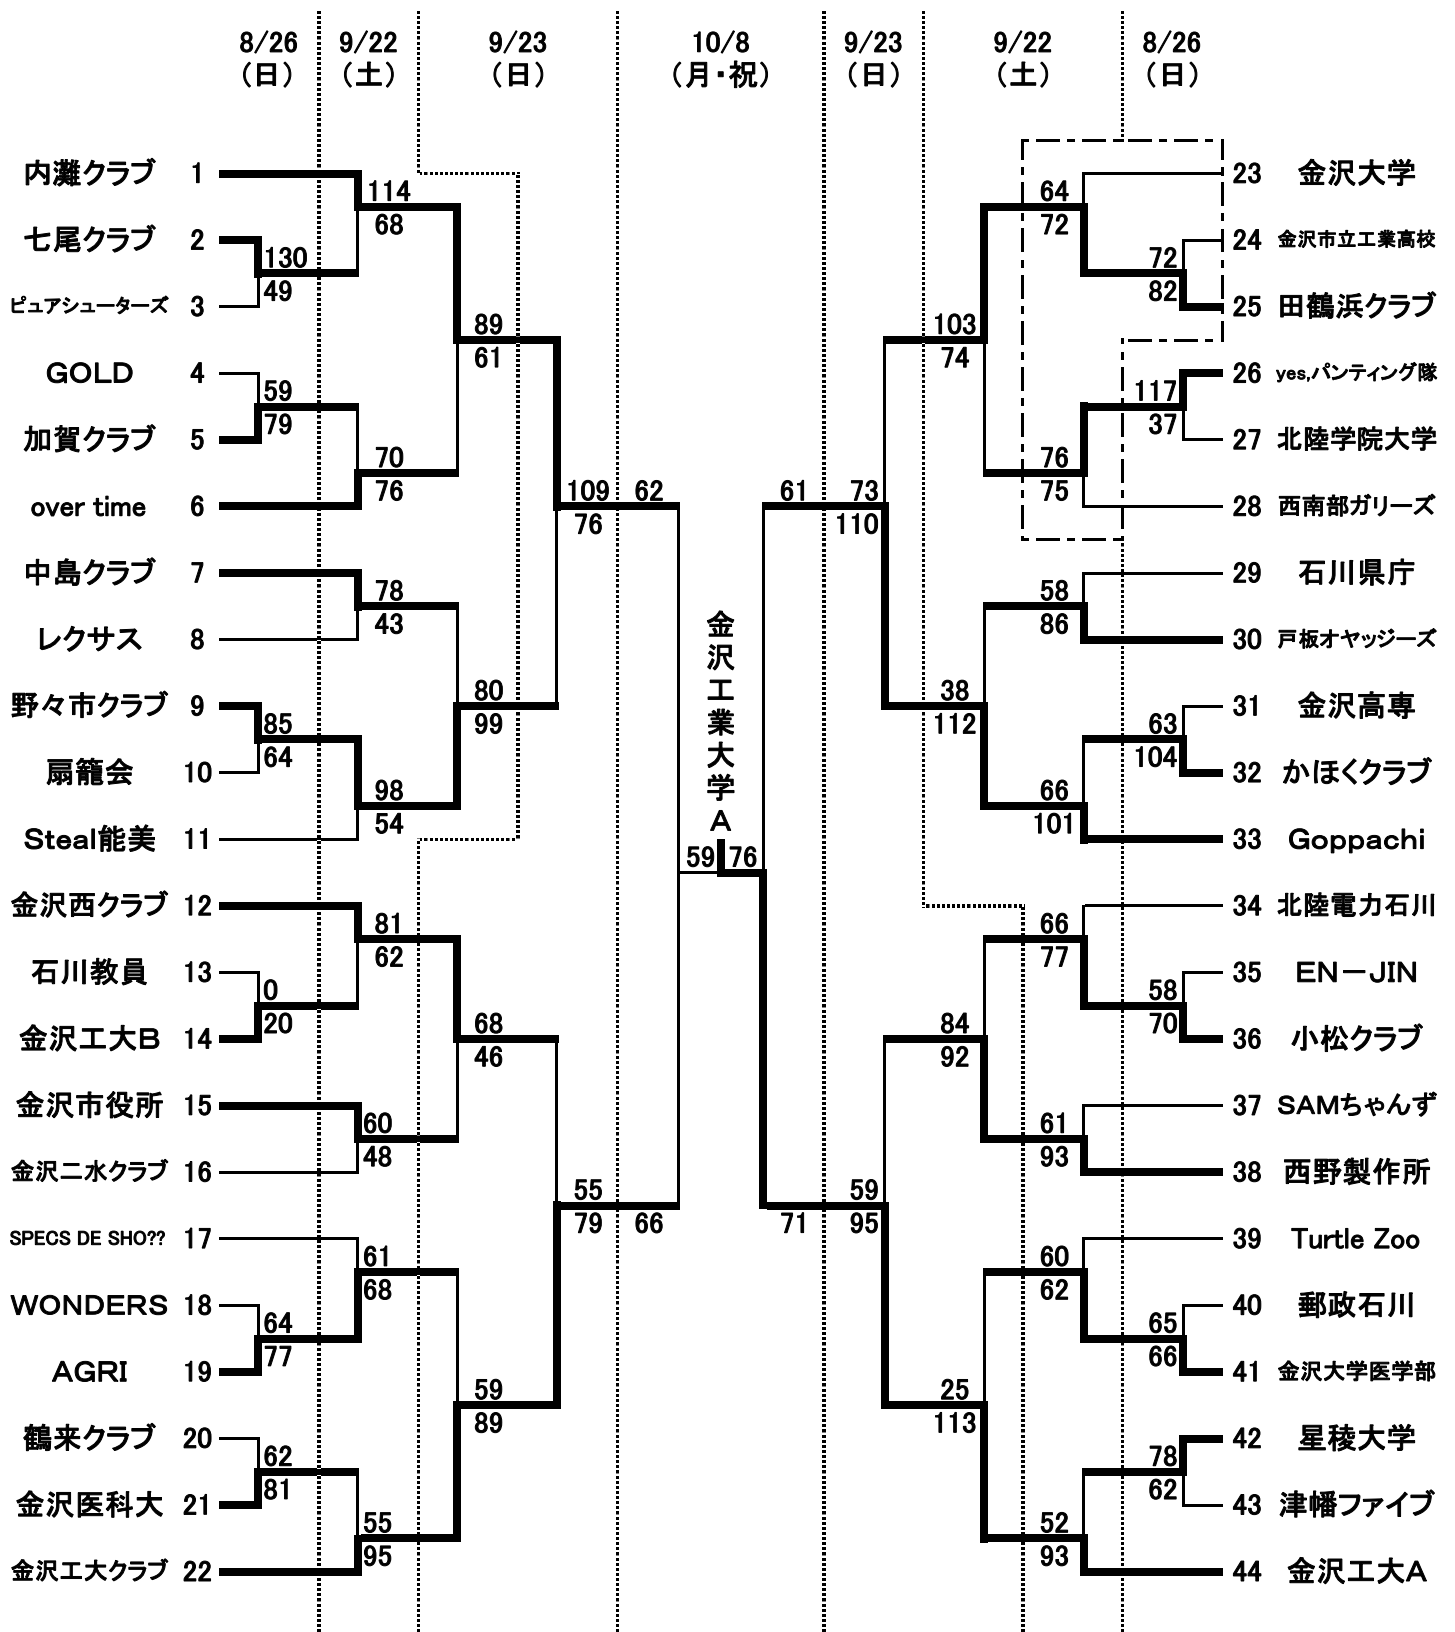 8/26 9/22 9/23 10/8 9/23 9/22 8/26
（日） （土） （日） （月・祝） （日） （土） （日）
内灘クラブ 1
七尾クラブ 2
ピュアシューターズ 3
GOLD 4
加賀クラブ 5
over time 6
中島クラブ 7
レクサス 8
野々市クラブ 9
扇籠会 10
Steal能美 11
金沢西クラブ 12
石川教員 13
金沢工大B 14
金沢市役所 15
金沢二水クラブ 16
SPECS DE SHO?? 17
WONDERS 18
AGRI 19
鶴来クラブ 20
金沢医科大 21
金沢工大クラブ 22
130
49
59
79
85
64
0
20
64
77
62
81
114
68
70
76
78
43
98
54
81
62
60
48
61
68
55
95
89
61
80
99
68
46
59
89
109
76
55
79
62
66
金沢工業大学A
59 76
61
71
73
110
59
95
103
74
38
112
84
92
25
113
64
72
76
75
58
86
66
101
66
77
61
93
60
62
52
93
72
82
117
37
63
104
58
70
65
66
78
62
23 金沢大学
24 金沢市立工業高校
25 田鶴浜クラブ
26 yes,パンティング隊
27 北陸学院大学
28 西南部ガリーズ
29 石川県庁
30 戸板オヤッジーズ
31 金沢高専
32 かほくクラブ
33 Goppachi
34 北陸電力石川
35 EN－JIN
36 小松クラブ
37 SAMちゃんず
38 西野製作所
39 Turtle Zoo
40 郵政石川
41 金沢大学医学部
42 星稜大学
43 津幡ファイブ
44 金沢工大A